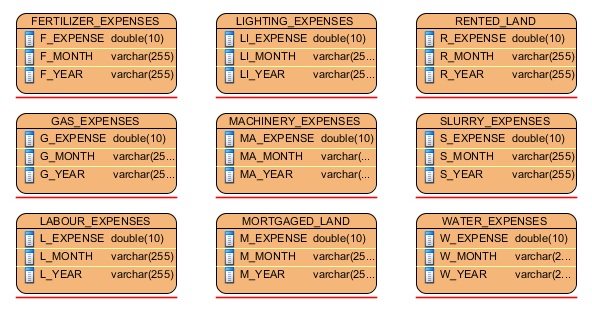 FERTILIZER_EXPENSES
F_EXPENSE double(10)
F_MONTH varchar(255)
F_YEAR varchar(255)
LIGHTING_EXPENSES
LI_EXPENSE double(10)
LI_MONTH varchar(25...
LI_YEAR varchar(25...
RENTED_LAND
R_EXPENSE double(10)
R_MONTH varchar(255)
R_YEAR varchar(255)
GAS_EXPENSES
G_EXPENSE double(10)
G_MONTH varchar(25...
G_YEAR varchar(25...
MACHINERY_EXPENSES
MA_EXPENSE double(10)
MA_MONTH varchar(...
MA_YEAR varchar(...
SLURRY_EXPENSES
S_EXPENSE double(10)
S_MONTH varchar(255)
S_YEAR varchar(255)
LABOUR_EXPENSES
L_EXPENSE double(10)
L_MONTH varchar(255)
L_YEAR varchar(255)
MORTGAGED_LAND
M_EXPENSE double(10)
M_MONTH varchar(25...
M_YEAR varchar(25...
WATER_EXPENSES
W_EXPENSE double(10)
W_MONTH varchar(2...
W_YEAR varchar(2...